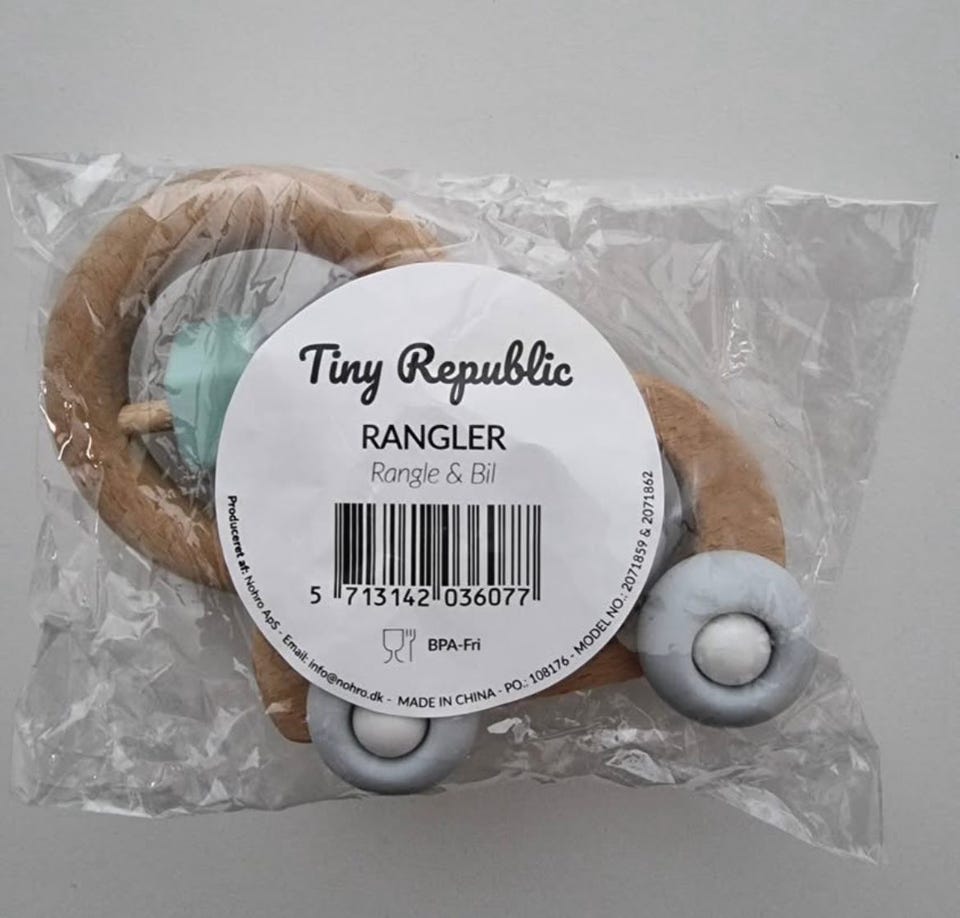 Tiny Republic
RANGLER
Rangle & Bil
5 713142 036077
BPA-Fri
Produceret af: Nohro ApS - Email: info@nohro.dk - MADE IN CHINA - PO.: 108176 - MODEL NO.: 2071859 & 2071862